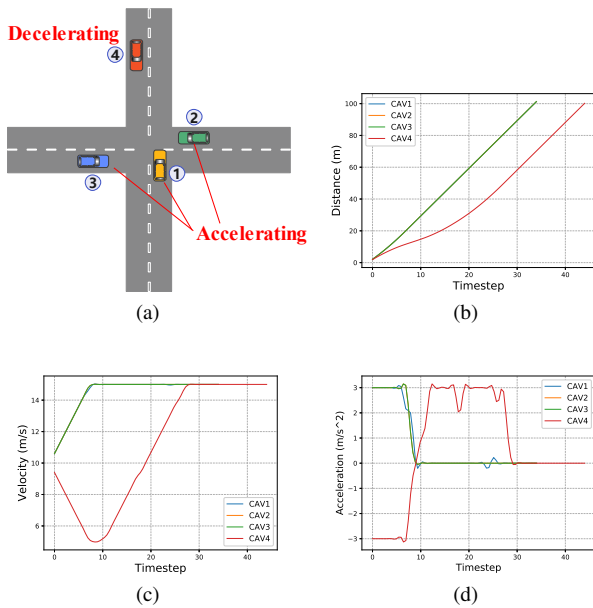 Decelerating
4
2
3
1
Accelerating
(a)
CAV1
CAV2
CAV3
CAV4
100
80
60
40
20
0
0
10
20
30
40
Distance (m)
Timestep
(b)
14
12
10
8
6
0
10
20
30
40
Velocity (m/s)
Timestep
CAV1
CAV2
CAV3
CAV4
(c)
3
2
1
0
−1
−2
−3
0
10
20
30
40
Acceleration (m/s^2)
Timestep
CAV1
CAV2
CAV3
CAV4
(d)